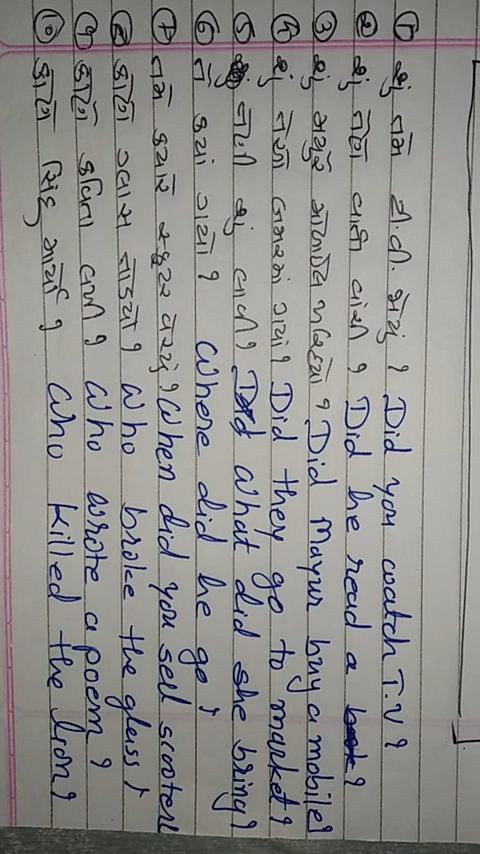 ① શું તમે ટી.વી. જોયું ? Did you watch T.V ?
② શું તેણે વાર્તા વાંચી ? Did he read a ?
③ શું મયુરે મોબાઈલ ખરીદ્યો ? Did Mayur buy a mobile?
④ શું તેઓ બજારમાં ગયા? Did they go to market?
5 તેણી શું લાવી? What did she bring?
⑥ તે ક્યાં ગયો? Where did he go?
⑦ તમે ક્યારે સ્કુટર વેચ્યું? When did you sell scooter
⑧ કોણે ગ્લાસ તોડ્યો? Who broke the glass?
⑨ કોણે કવિતા લખી? Who wrote a poem?
⑩ કોણે સિંહ માર્યો? Who killed the lion?